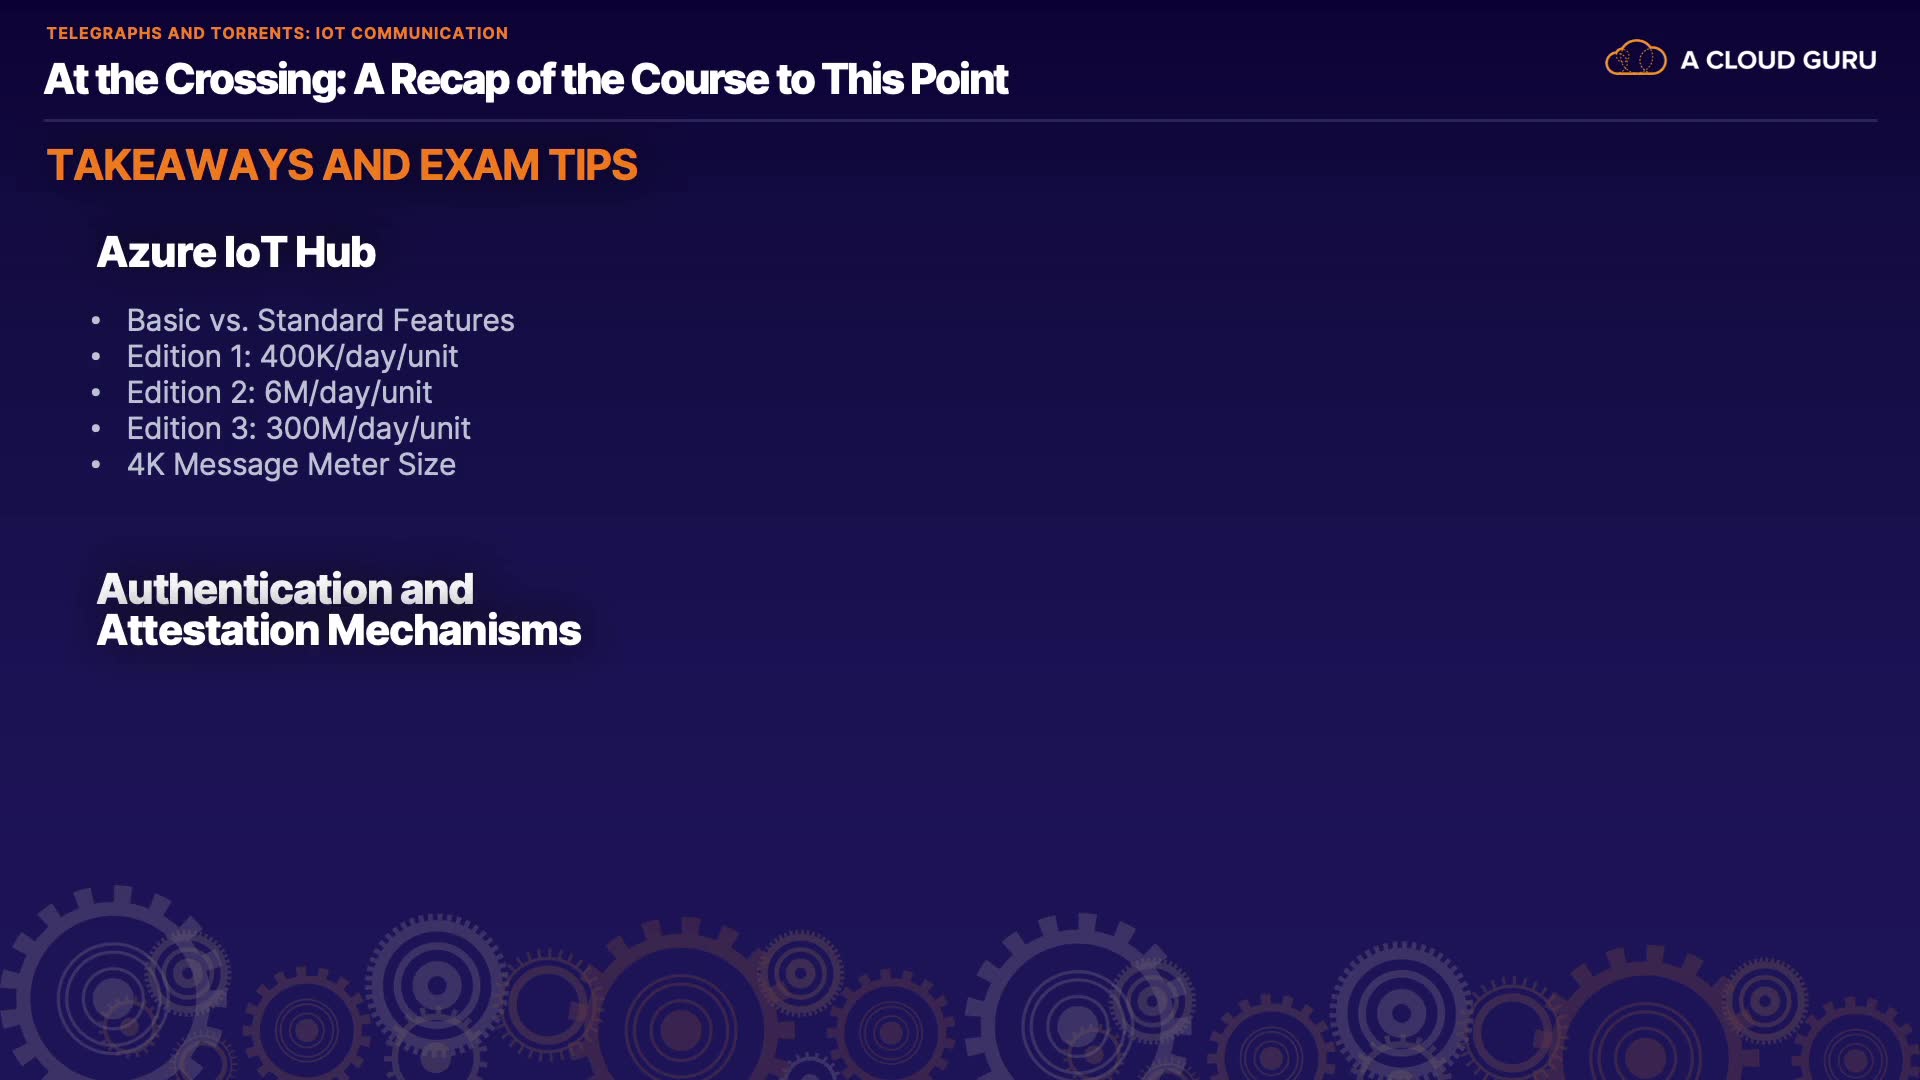 TELEGRAPHS AND TORRENTS: IOT COMMUNICATION
At the Crossing: A Recap of the Course to This Point
A CLOUD GURU
TAKEAWAYS AND EXAM TIPS
Azure IoT Hub
• Basic vs. Standard Features
• Edition 1: 400K/day/unit
• Edition 2: 6M/day/unit
• Edition 3: 300M/day/unit
• 4K Message Meter Size
Authentication and
Attestation Mechanisms